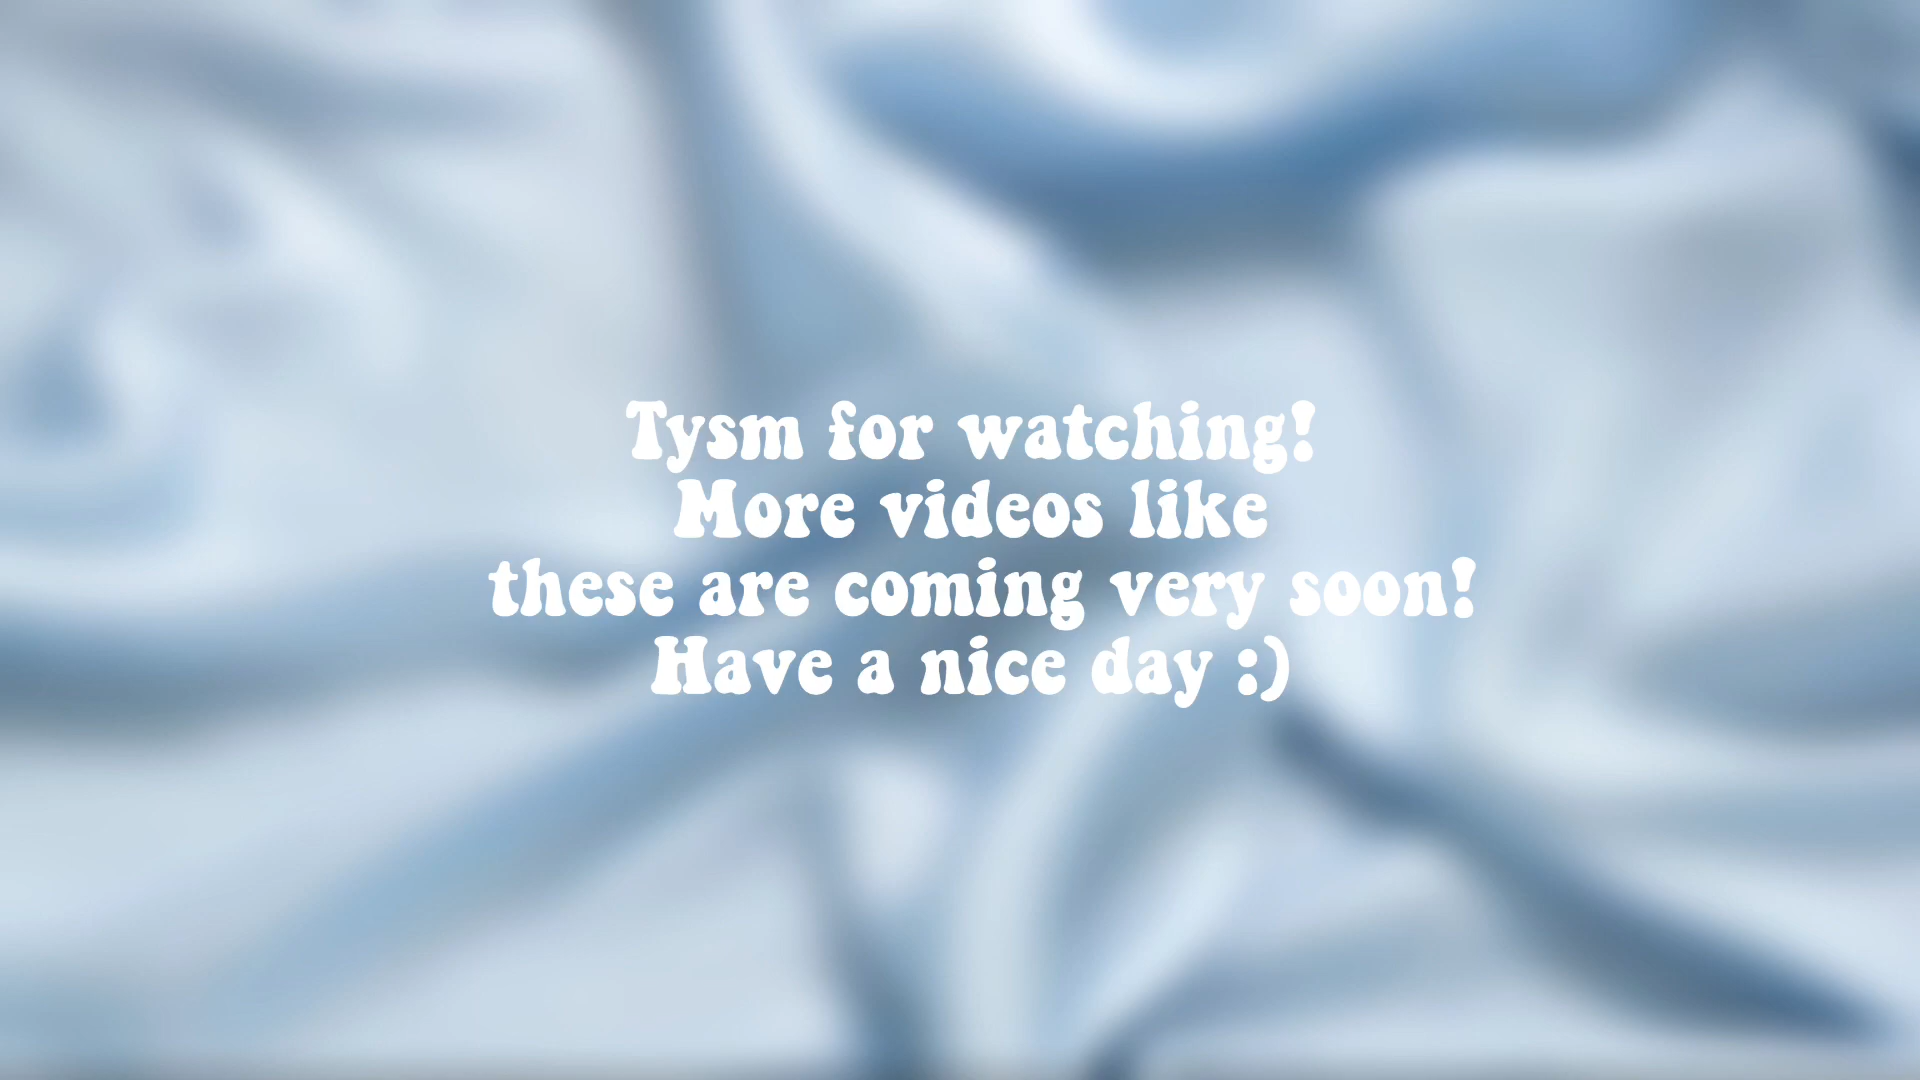 Tysm for watching!
More videos like
these are coming very soon!
Have a nice day :)